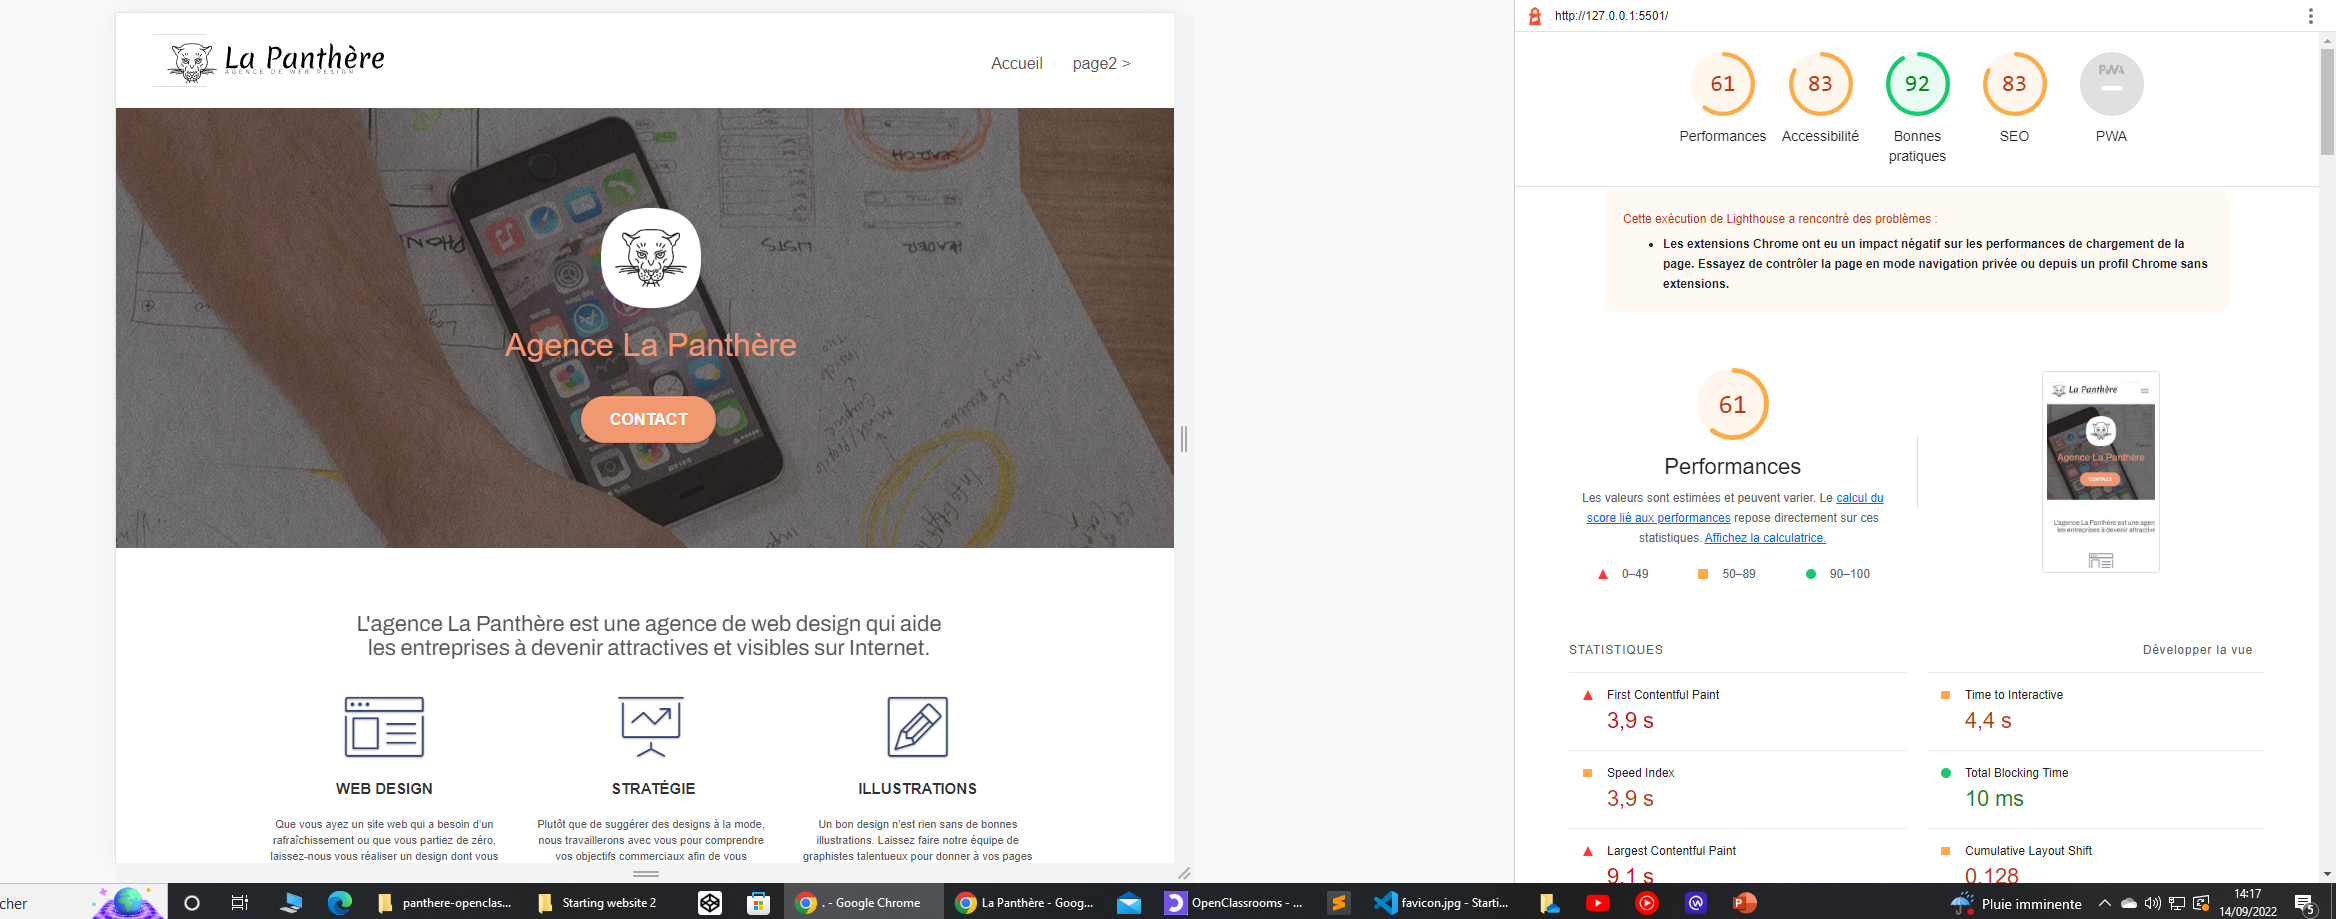 La Panthère
AGENCE DE WEB DESIGN
Accueil
page2 >
SEARCH
LISTS
HEADER
Agence La Panthère
CONTACT
L'agence La Panthère est une agence de web design qui aide
les entreprises à devenir attractives et visibles sur Internet.
WEB DESIGN
Que vous ayez un site web qui a besoin d'un
rafraîchissement ou que vous partiez de zéro,
laissez-nous vous réaliser un design dont vous
STRATÉGIE
Plutôt que de suggérer des designs à la mode,
nous travaillerons avec vous pour comprendre
vos objectifs commerciaux afin de vous
ILLUSTRATIONS
Un bon design n'est rien sans de bonnes
illustrations. Laissez faire notre équipe de
graphistes talentueux pour donner à vos pages
http://127.0.0.1:5501/
61
Performances
83
Accessibilité
92
Bonnes
pratiques
83
SEO
PWA
PWA
Cette exécution de Lighthouse a rencontré des problèmes :
• Les extensions Chrome ont eu un impact négatif sur les performances de chargement de la
page. Essayez de contrôler la page en mode navigation privée ou depuis un profil Chrome sans
extensions.
61
Performances
Les valeurs sont estimées et peuvent varier. Le calcul du
score lié aux performances repose directement sur ces
statistiques. Affichez la calculatrice.
0–49
50–89
90–100
La Panthère
Agence La Panthère
CONTACT
L'agence La Panthère est une agen
les entreprises à devenir attractive
STATISTIQUES
Développer la vue
First Contentful Paint
3,9 s
Time to Interactive
4,4 s
Speed Index
3,9 s
Total Blocking Time
10 ms
Largest Contentful Paint
9,1 s
Cumulative Layout Shift
0,128
cher
panthere-openclas...
Starting website 2
. - Google Chrome
La Panthère - Goog...
OpenClassrooms - ...
favicon.jpg - Starti...
Pluie imminente
14:17
14/09/2022
5